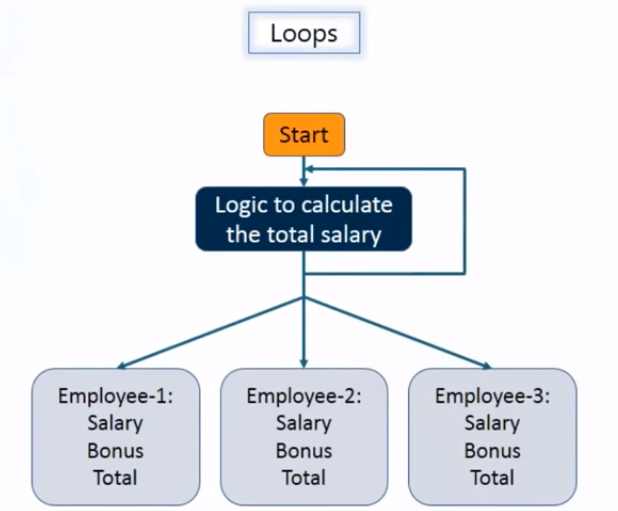 Loops
Start
Logic to calculate
the total salary
Employee-1:
Salary
Bonus
Total
Employee-2:
Salary
Bonus
Total
Employee-3:
Salary
Bonus
Total